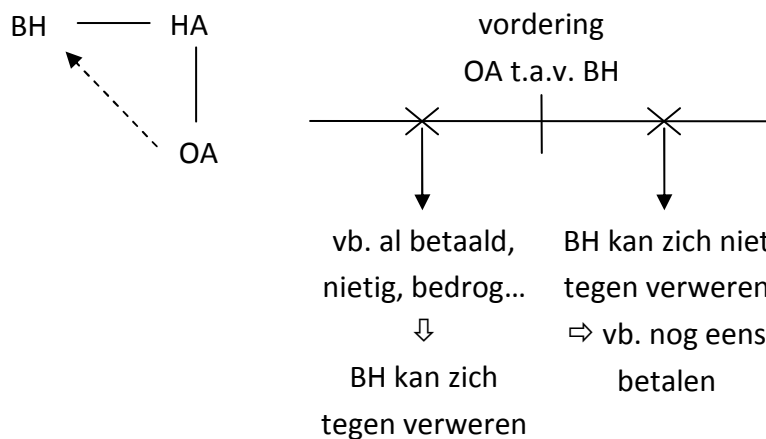 BH
HA
OA
vordering
OA t.a.v. BH
vb. al betaald,
nietig, bedrog…
⇩
BH kan zich
tegen verweren
BH kan zich niet
tegen verweren
⇨ vb. nog eens
betalen